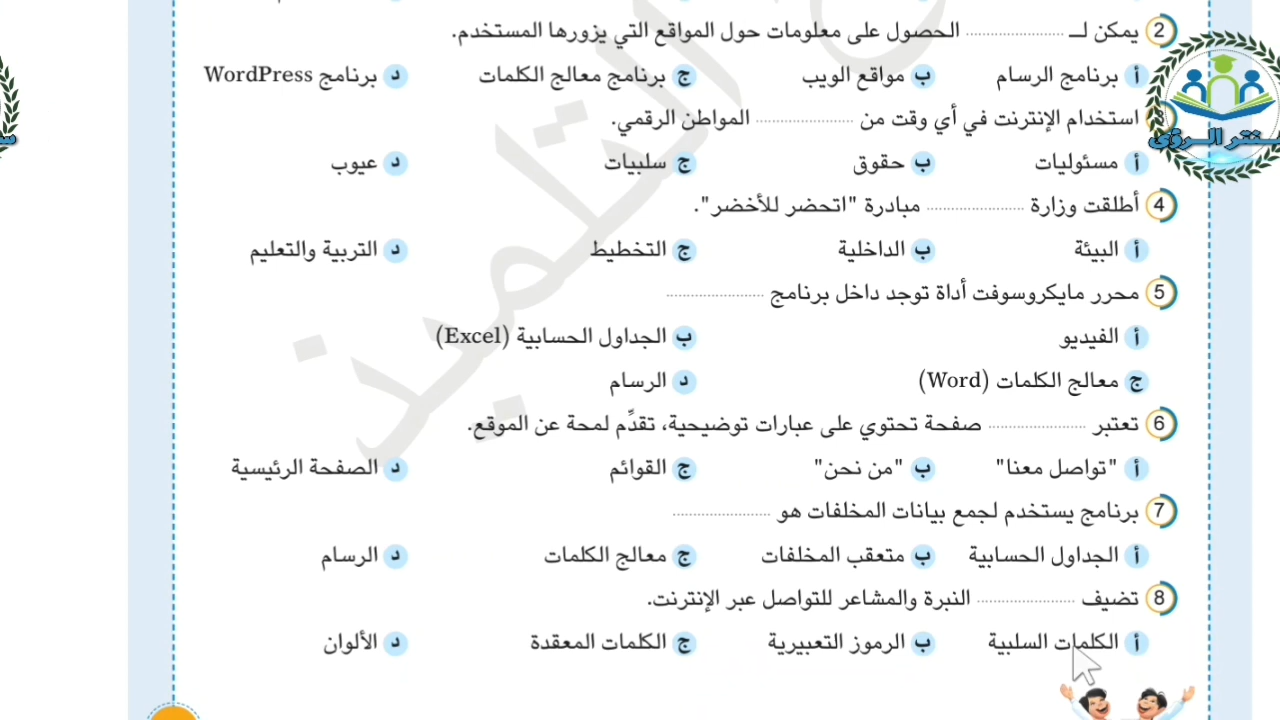 2 يمكن لــ .................... الحصول على معلومات حول المواقع التي يزورها المستخدم.
أ برنامج الرسام ب مواقع الويب ج برنامج معالج الكلمات د برنامج WordPress
استخدام الإنترنت في أي وقت من .................... المواطن الرقمي.
أ مسئوليات ب حقوق ج سلبيات د عيوب
4 أطلقت وزارة .................... مبادرة "اتحضر للأخضر".
أ البيئة ب الداخلية ج التخطيط د التربية والتعليم
5 محرر مايكروسوفت أداة توجد داخل برنامج ....................
أ الفيديو ب الجداول الحسابية (Excel)
ج معالج الكلمات (Word) د الرسام
6 تعتبر .................... صفحة تحتوي على عبارات توضيحية، تقدِّم لمحة عن الموقع.
أ "تواصل معنا" ب "من نحن" ج القوائم د الصفحة الرئيسية
7 برنامج يستخدم لجمع بيانات المخلفات هو ....................
أ الجداول الحسابية ب متعقب المخلفات ج معالج الكلمات د الرسام
8 تضيف .................... النبرة والمشاعر للتواصل عبر الإنترنت.
أ الكلمات السلبية ب الرموز التعبيرية ج الكلمات المعقدة د الألوان
سنتر الرؤى
التلميذ